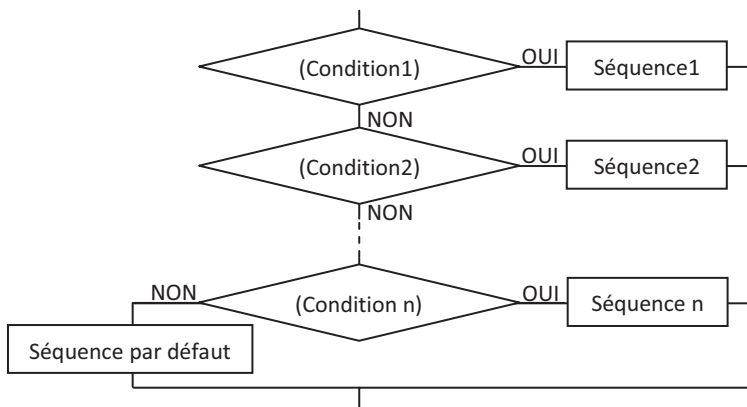 (Condition1)
OUI
Séquence1
NON
(Condition2)
OUI
Séquence2
NON
NON
(Condition n)
OUI
Séquence n
Séquence par défaut